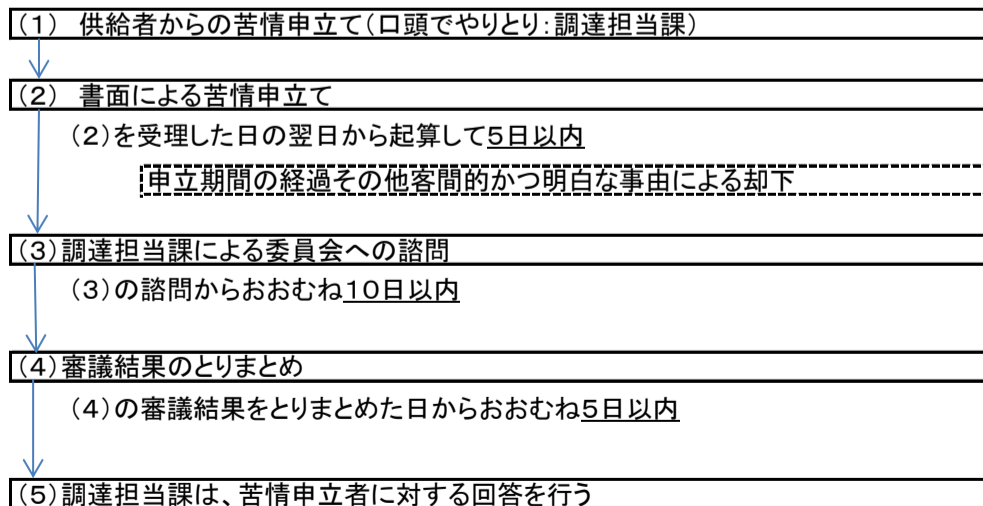 (1) 供給者からの苦情申立て(口頭でやりとり:調達担当課)
(2) 書面による苦情申立て
(2)を受理した日の翌日から起算して5日以内
申立期間の経過その他客間的かつ明白な事由による却下
(3)調達担当課による委員会への諮問
(3)の諮問からおおむね10日以内
(4)審議結果のとりまとめ
(4)の審議結果をとりまとめた日からおおむね5日以内
(5)調達担当課は、苦情申立者に対する回答を行う